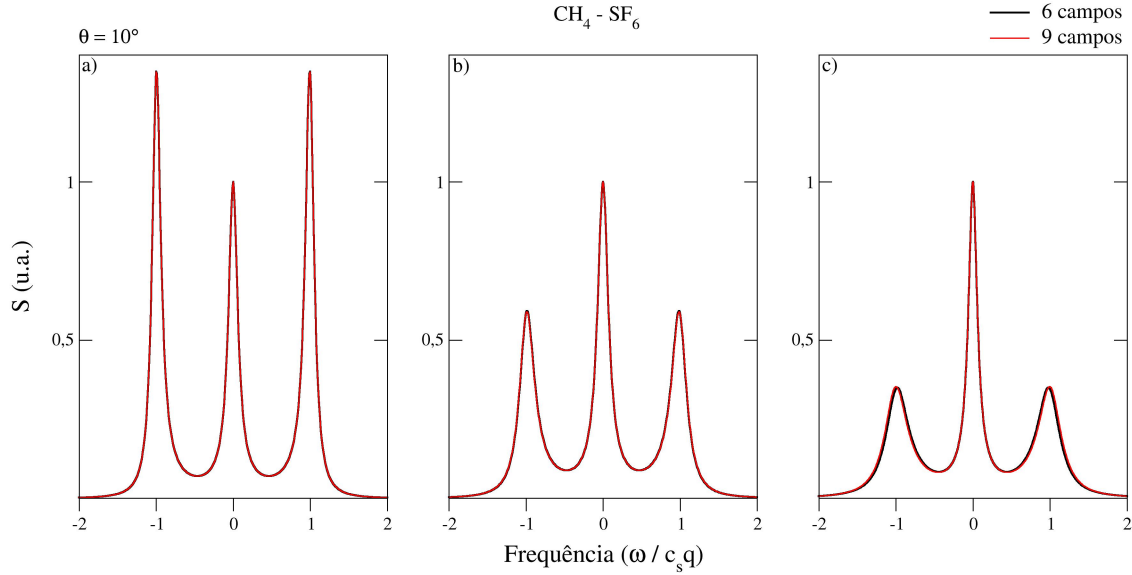 CH4 - SF6
6 campos
9 campos
θ = 10°
a)
b)
c)
S (u.a.)
1
0,5
1
0,5
1
0,5
-2 -1 0 1 2
-2 -1 0 1 2
-2 -1 0 1 2
Frequência (ω / csq)